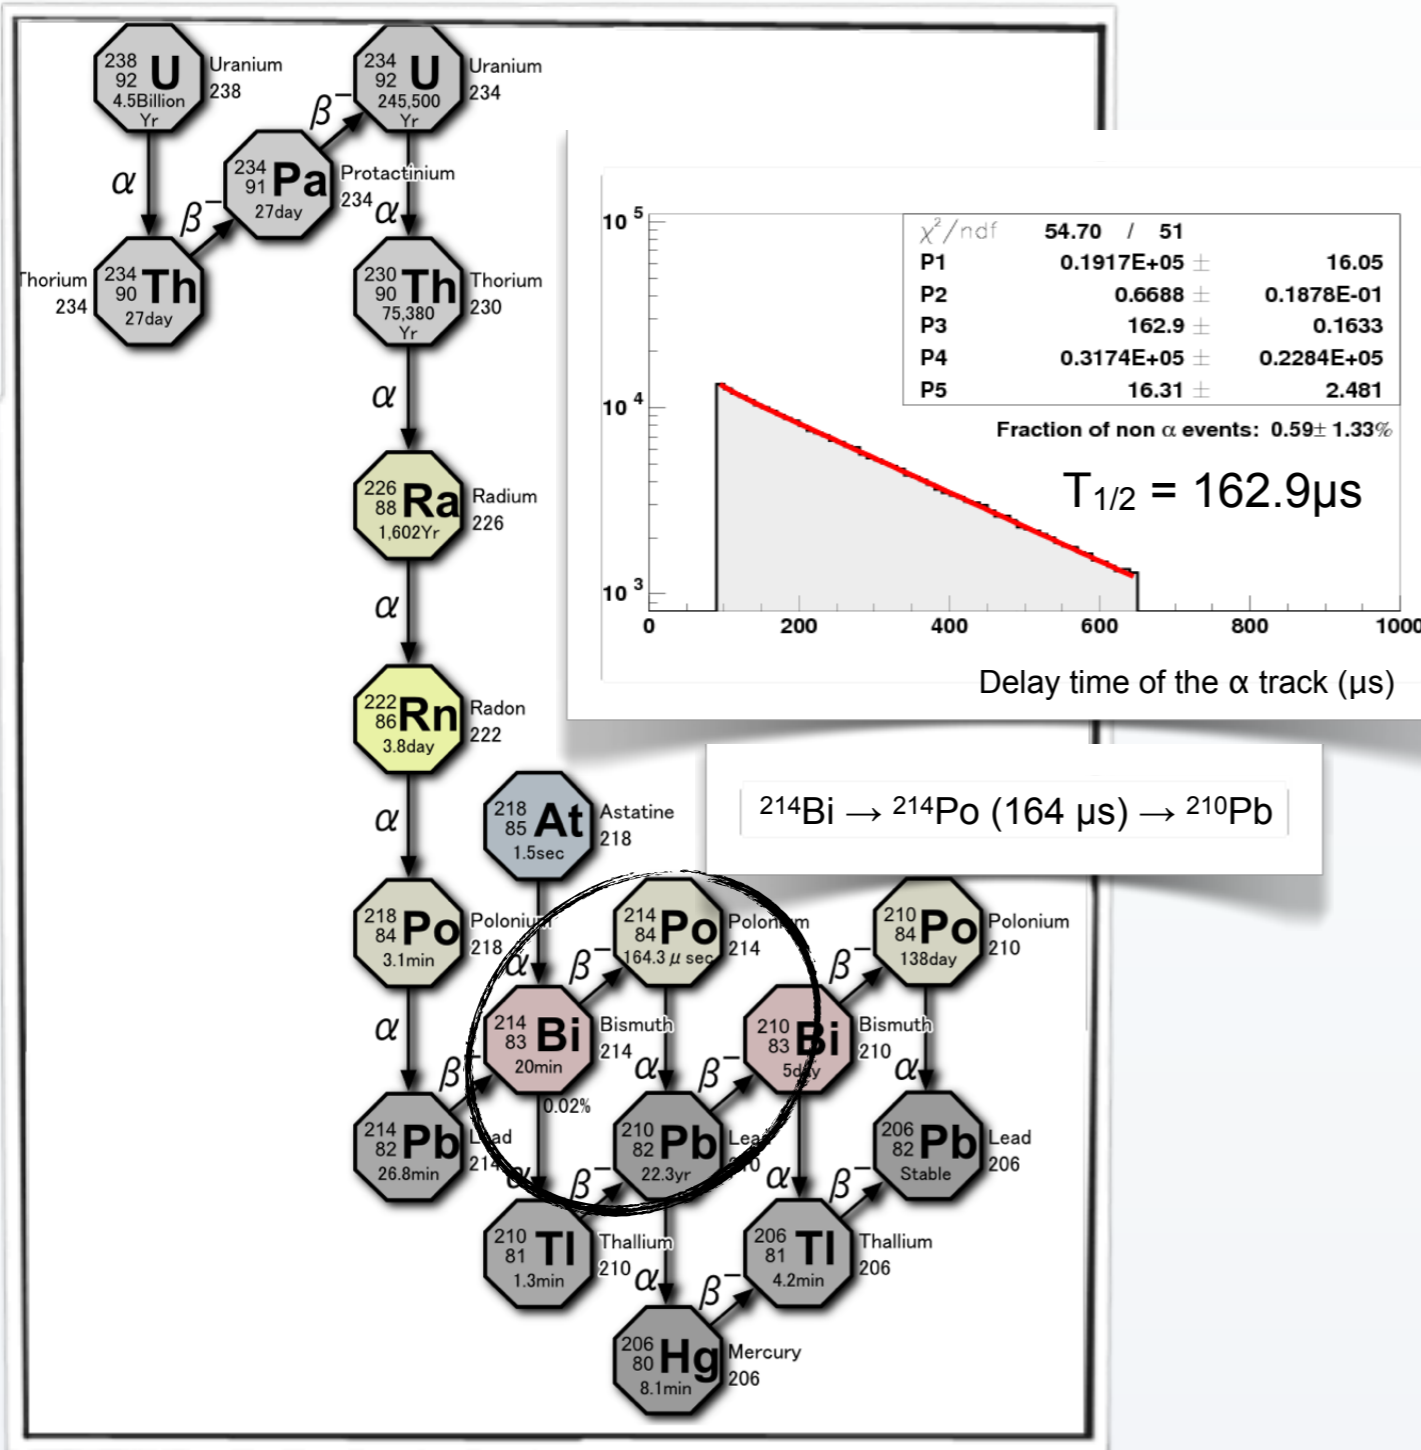 238
92 U
4.5Billion
Yr
Uranium
238
α
234
90 Th
27day
Thorium
234
β−
234
91 Pa
27day
Protactinium
234
β−
234
92 U
245,500
Yr
Uranium
234
α
230
90 Th
75,380
Yr
Thorium
230
α
226
88 Ra
1,602Yr
Radium
226
α
222
86 Rn
3.8day
Radon
222
α
218
84 Po
3.1min
Polonium
218
α
214
82 Pb
26.8min
Lead
214
β−
218
85 At
1.5sec
Astatine
218
α
214
83 Bi
20min
Bismuth
214
0.02%
α
β−
214
84 Po
164.3 μ sec
Polonium
214
α
210
81 Tl
1.3min
Thallium
210
β−
210
82 Pb
22.3yr
Lead
210
α
β−
210
83 Bi
5day
Bismuth
210
α
β−
210
84 Po
138day
Polonium
210
α
206
80 Hg
8.1min
Mercury
206
β−
206
81 Tl
4.2min
Thallium
206
β−
206
82 Pb
Stable
Lead
206
10⁵
10⁴
10³
0 200 400 600 800 1000
χ²/ndf 54.70 / 51
P1 0.1917E+05 ± 16.05
P2 0.6688 ± 0.1878E-01
P3 162.9 ± 0.1633
P4 0.3174E+05 ± 0.2284E+05
P5 16.31 ± 2.481
Fraction of non α events: 0.59± 1.33%
T₁/₂ = 162.9μs
Delay time of the α track (μs)
²¹⁴Bi → ²¹⁴Po (164 μs) → ²¹⁰Pb